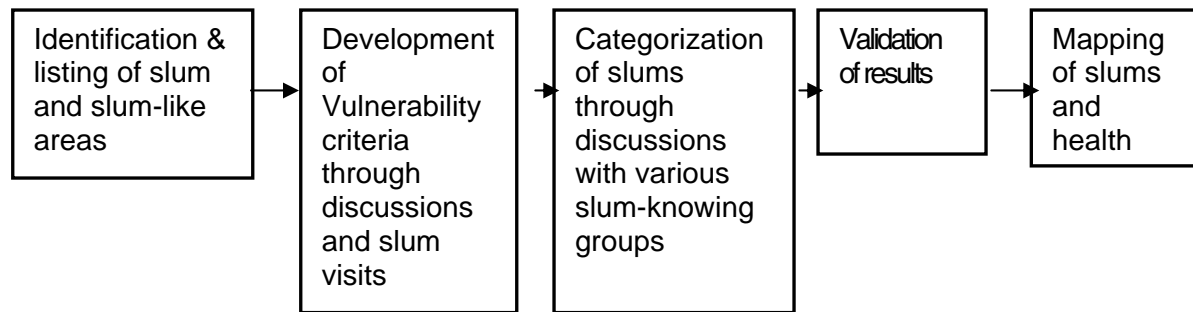 Identification &
listing of slum
and slum-like
areas
Development
of
Vulnerability
criteria
through
discussions
and slum
visits
Categorization
of slums
through
discussions
with various
slum-knowing
groups
Validation
of results
Mapping
of slums
and
health